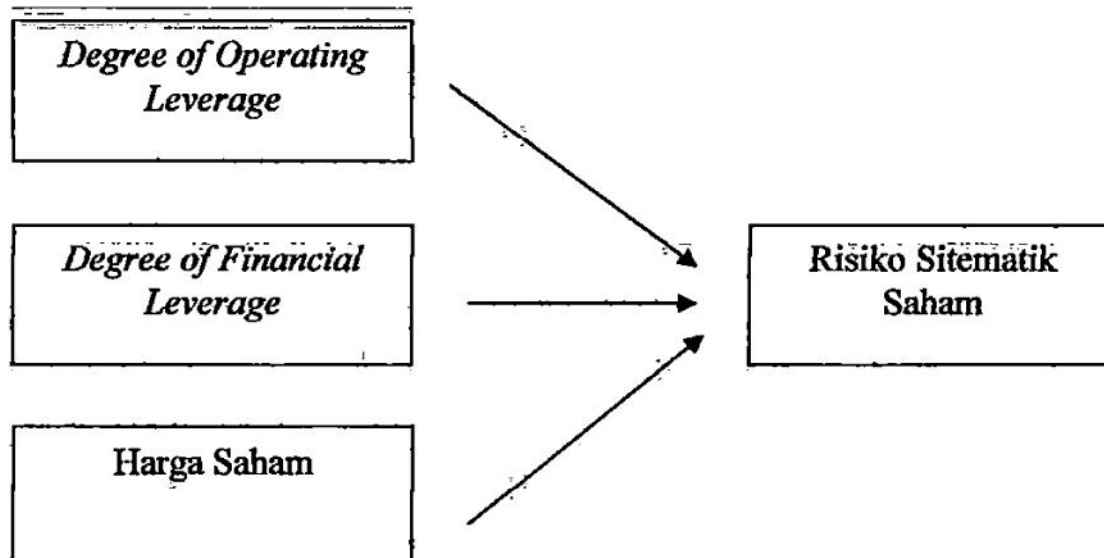 Degree of Operating
Leverage
Degree of Financial
Leverage
Risiko Sitematik
Saham
Harga Saham